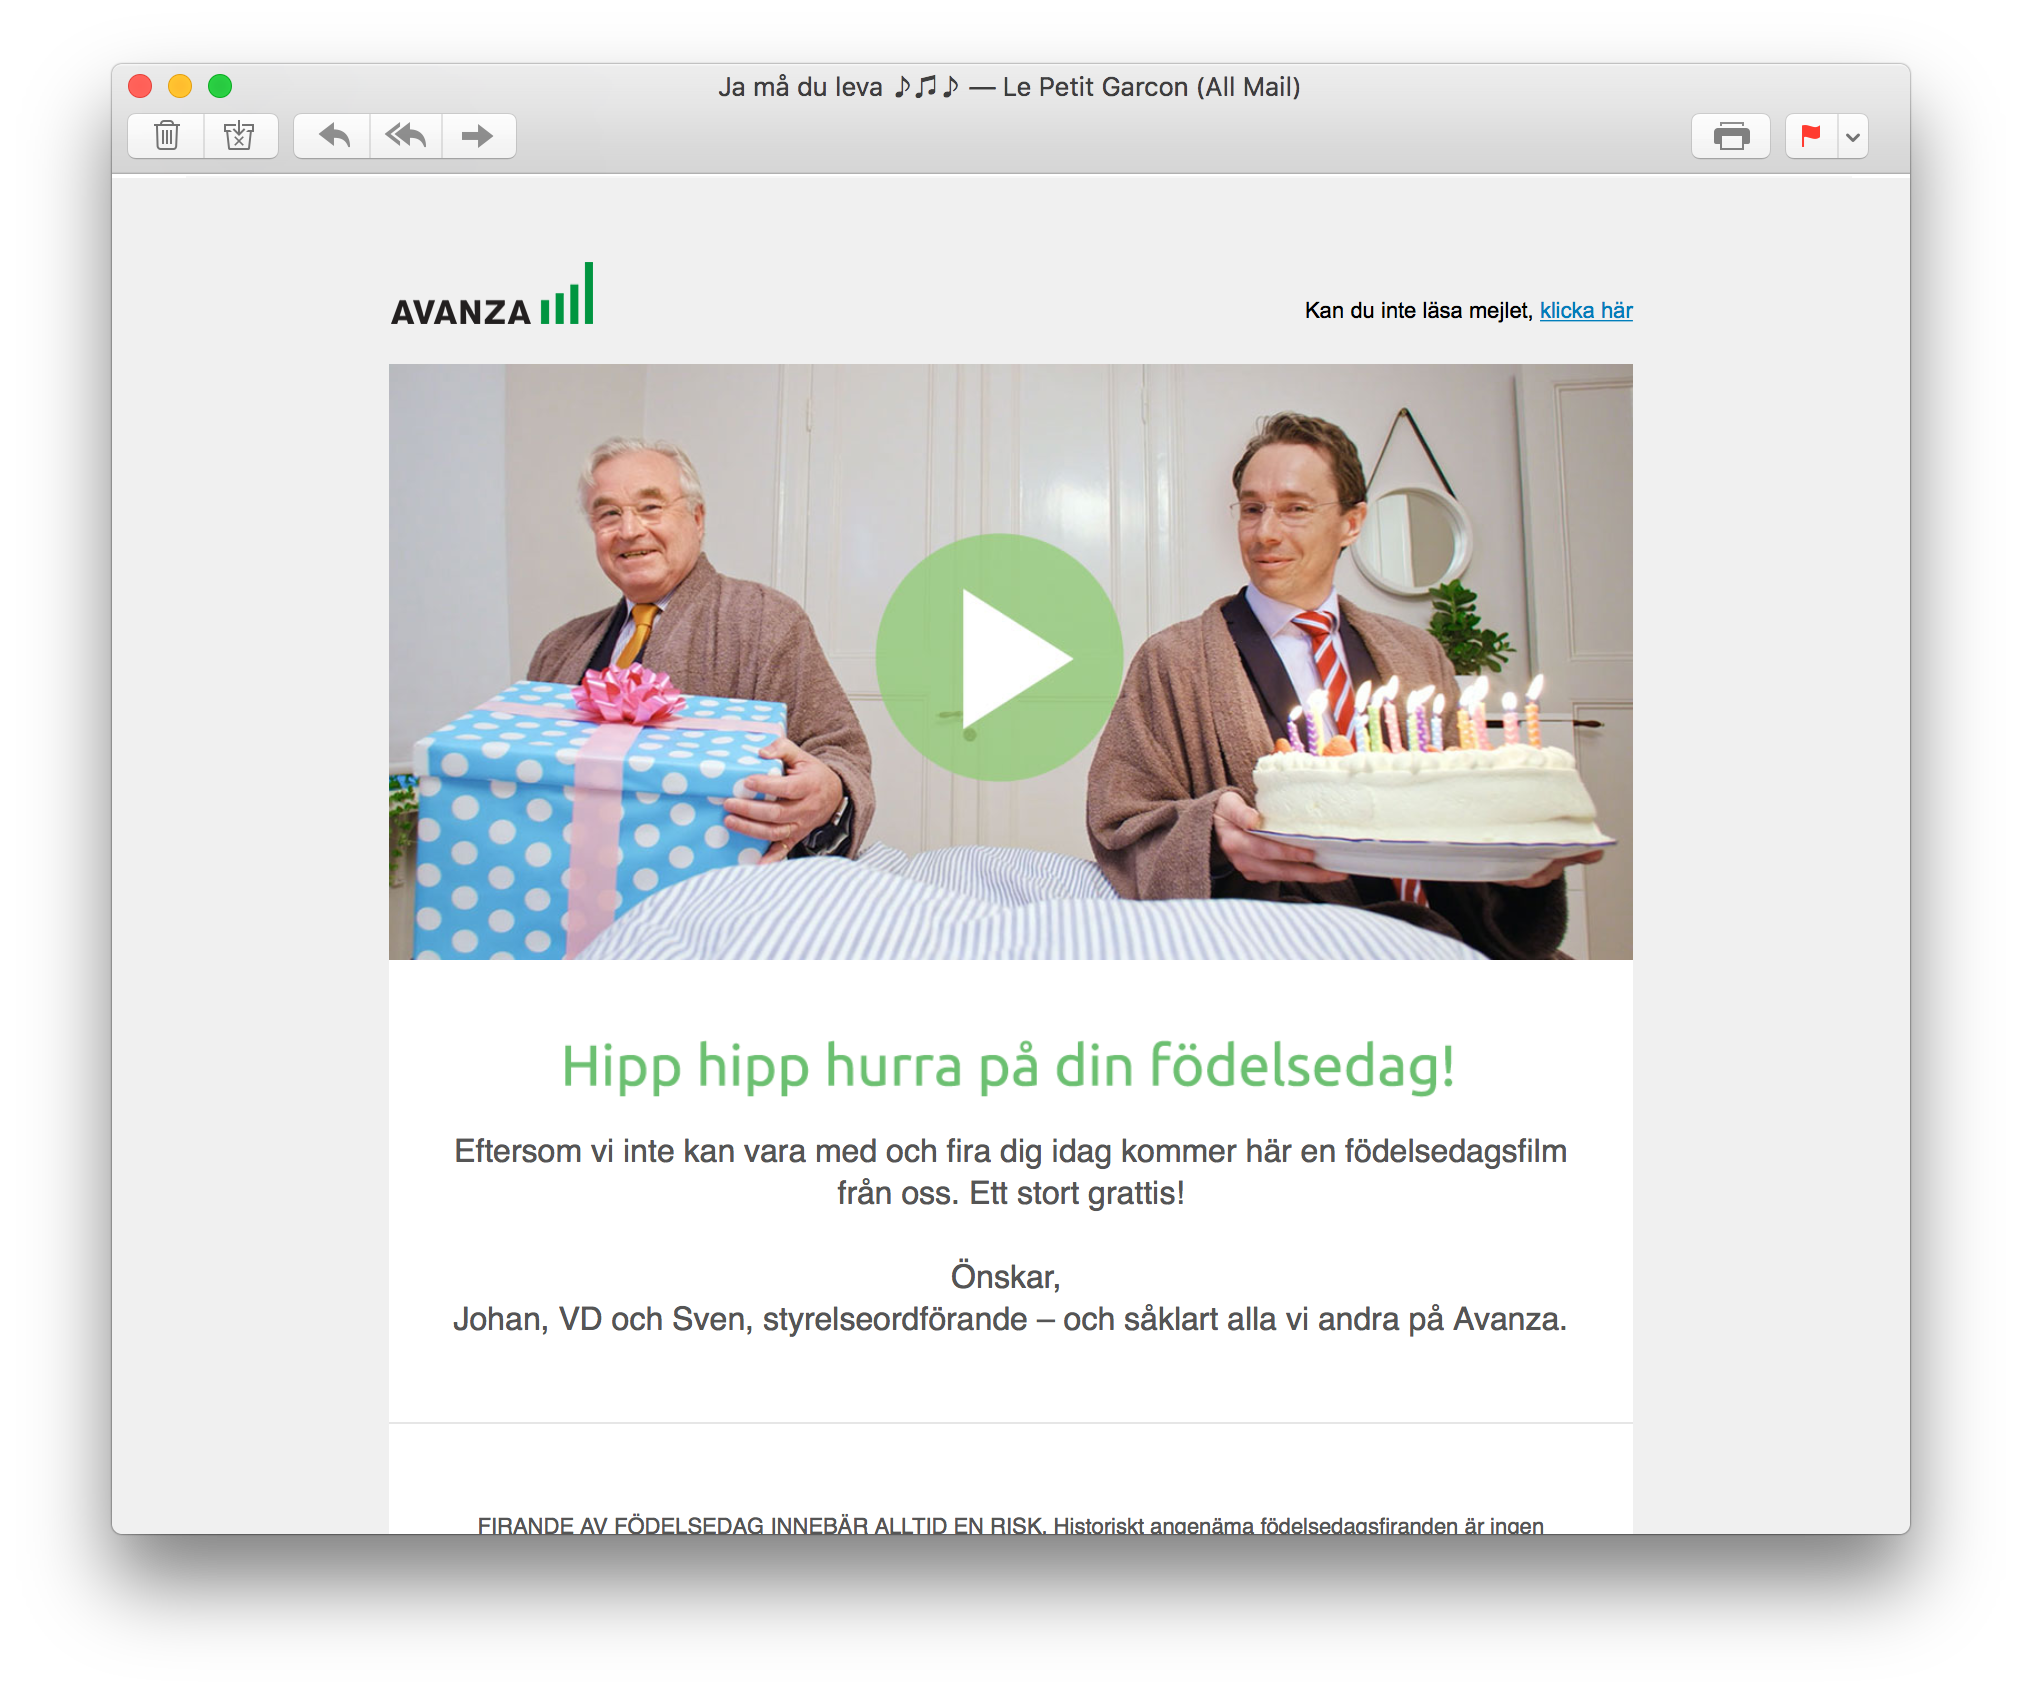 Ja må du leva ♪♫♪ — Le Petit Garcon (All Mail)
AVANZA
Kan du inte läsa mejlet, klicka här
Hipp hipp hurra på din födelsedag!
Eftersom vi inte kan vara med och fira dig idag kommer här en födelsedagsfilm
från oss. Ett stort grattis!
Önskar,
Johan, VD och Sven, styrelseordförande – och såklart alla vi andra på Avanza.
FIRANDE AV FÖDELSEDAG INNEBÄR ALLTID EN RISK. Historiskt angenäma födelsedagsfiranden är ingen